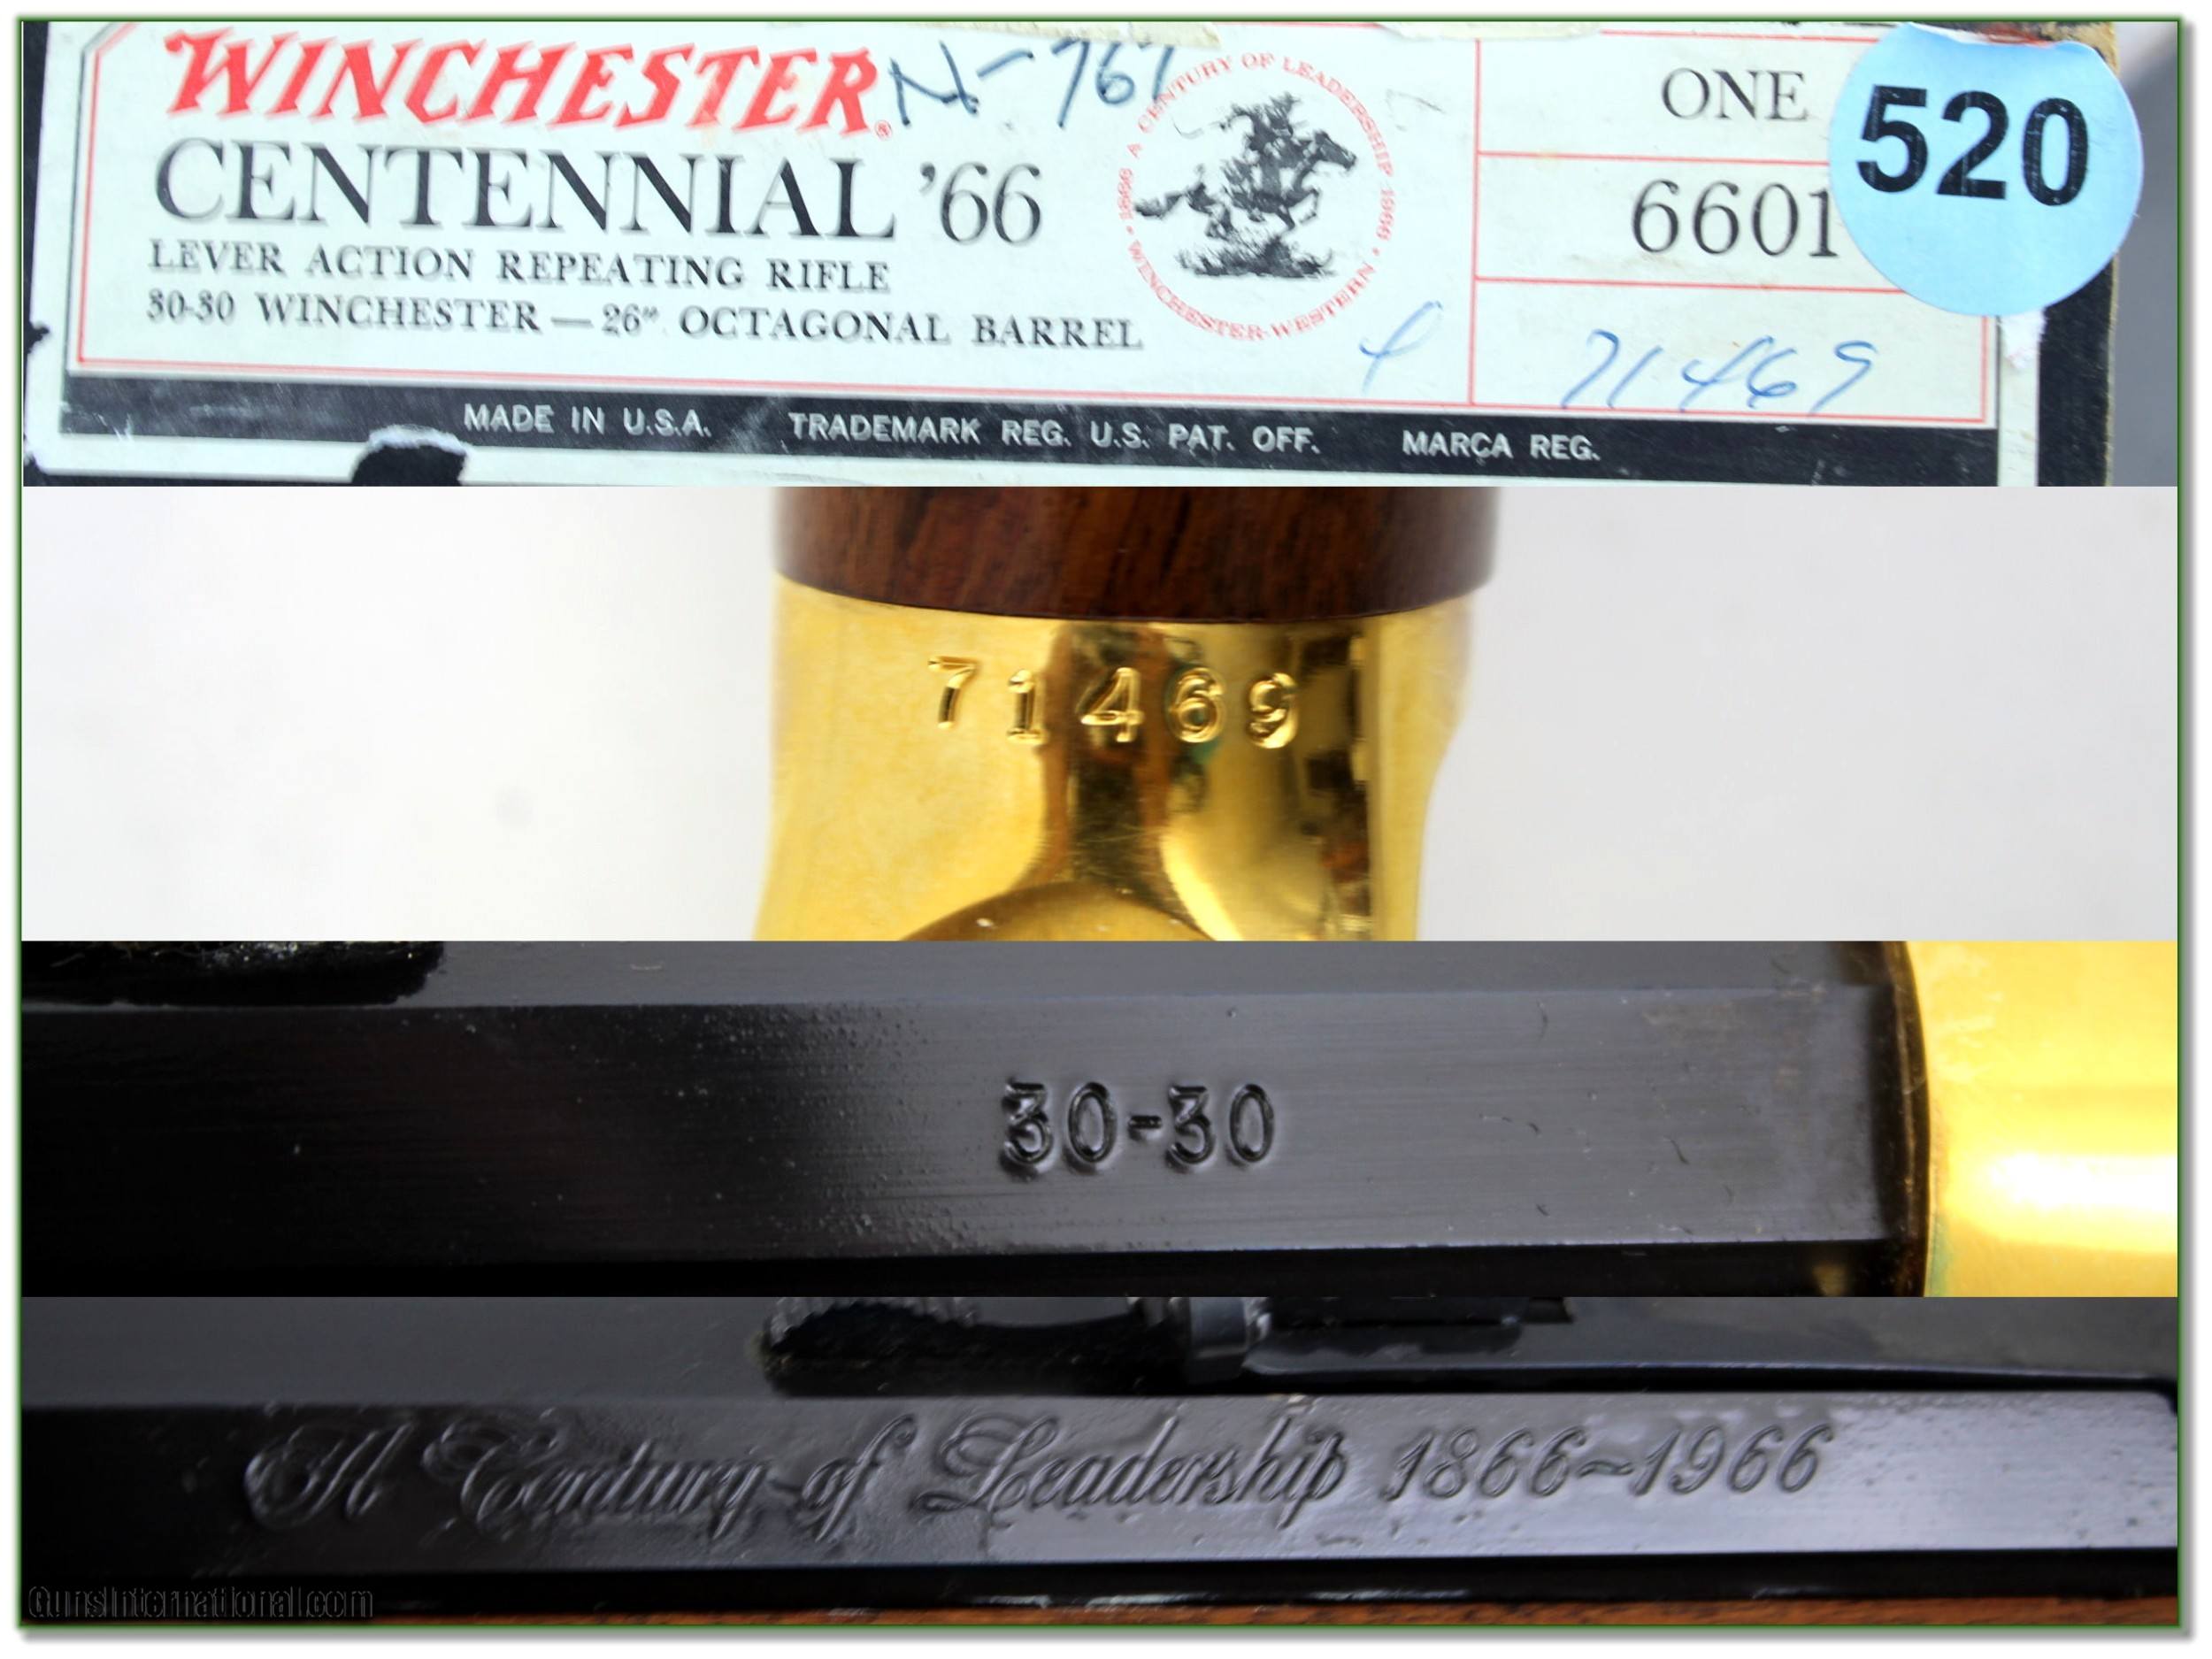 WINCHESTER® N-767
CENTENNIAL '66
LEVER ACTION REPEATING RIFLE
30-30 WINCHESTER — 26" OCTAGONAL BARREL
A CENTURY OF LEADERSHIP 1866 • 1966 • WINCHESTER-WESTERN •
ONE
6601
520
71469
MADE IN U.S.A. TRADEMARK REG. U.S. PAT. OFF. MARCA REG.
71469
30-30
A Century of Leadership 1866~1966
GunsInternational.com